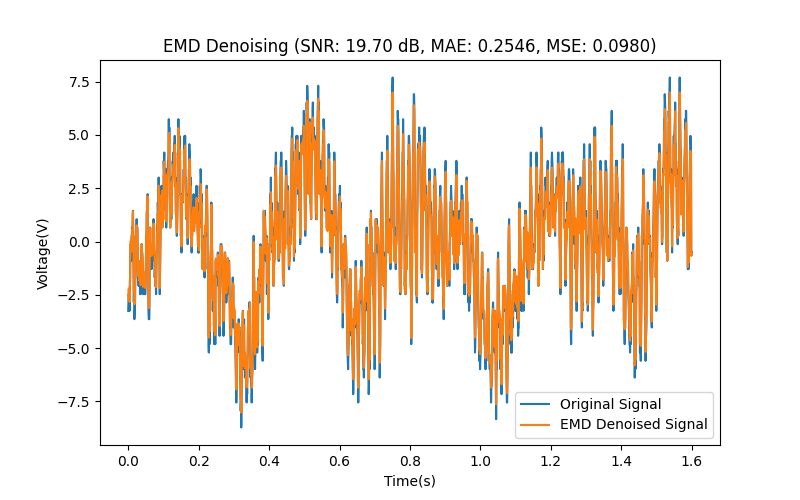 EMD Denoising (SNR: 19.70 dB, MAE: 0.2546, MSE: 0.0980)
7.5
5.0
2.5
0.0
−2.5
−5.0
−7.5
Voltage(V)
Original Signal
EMD Denoised Signal
0.0 0.2 0.4 0.6 0.8 1.0 1.2 1.4 1.6
Time(s)